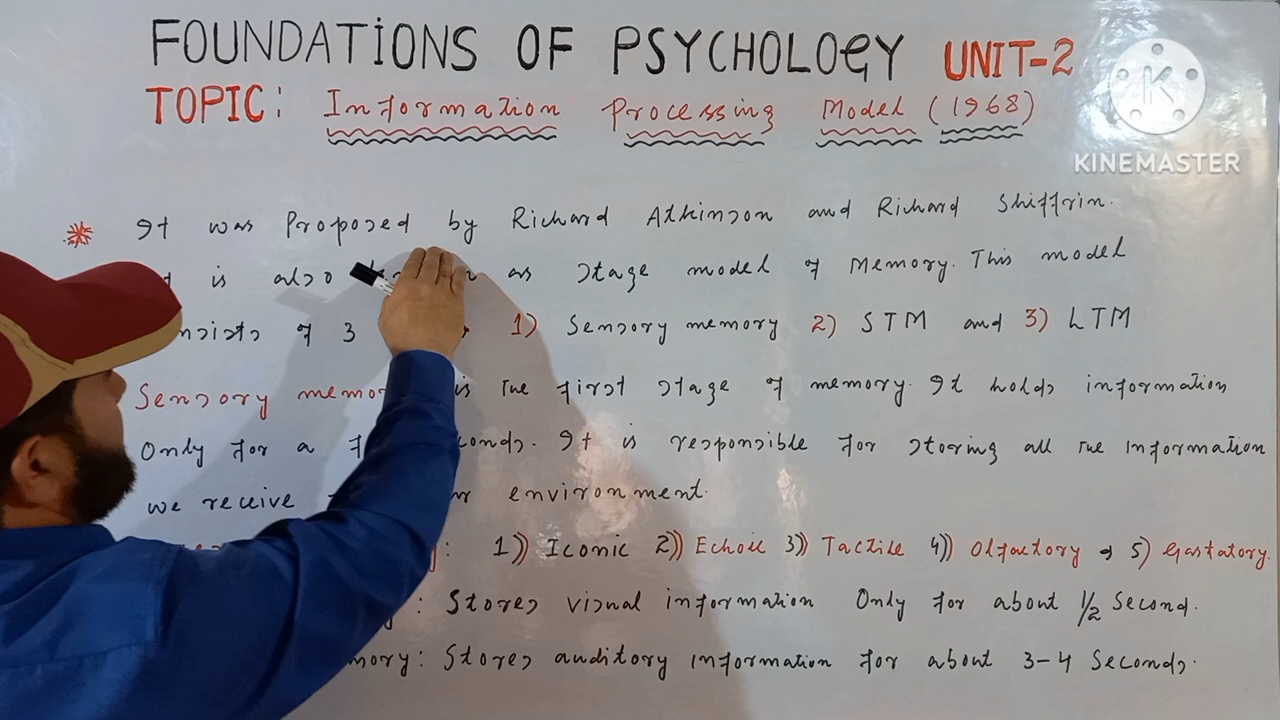 FOUNDATIONS OF PSYCHOLOGY UNIT-2
TOPIC: Information Processing Model (1968)
KINEMASTER
It was Proposed by Richard Atkinson and Richard Shiffrin.
is also as stage model of Memory. This model
of 3 1) Sensory memory 2) STM and 3) LTM
Sensory is the first stage of memory. It holds information
Only for a It is responsible for storing all the Information
we receive environment.
1)) Iconic 2)) Echoic 3)) Tactile 4)) Olfactory & 5) Gastatory.
: Stores visual information Only for about 1/2 Second.
: Stores auditory information for about 3-4 Seconds.